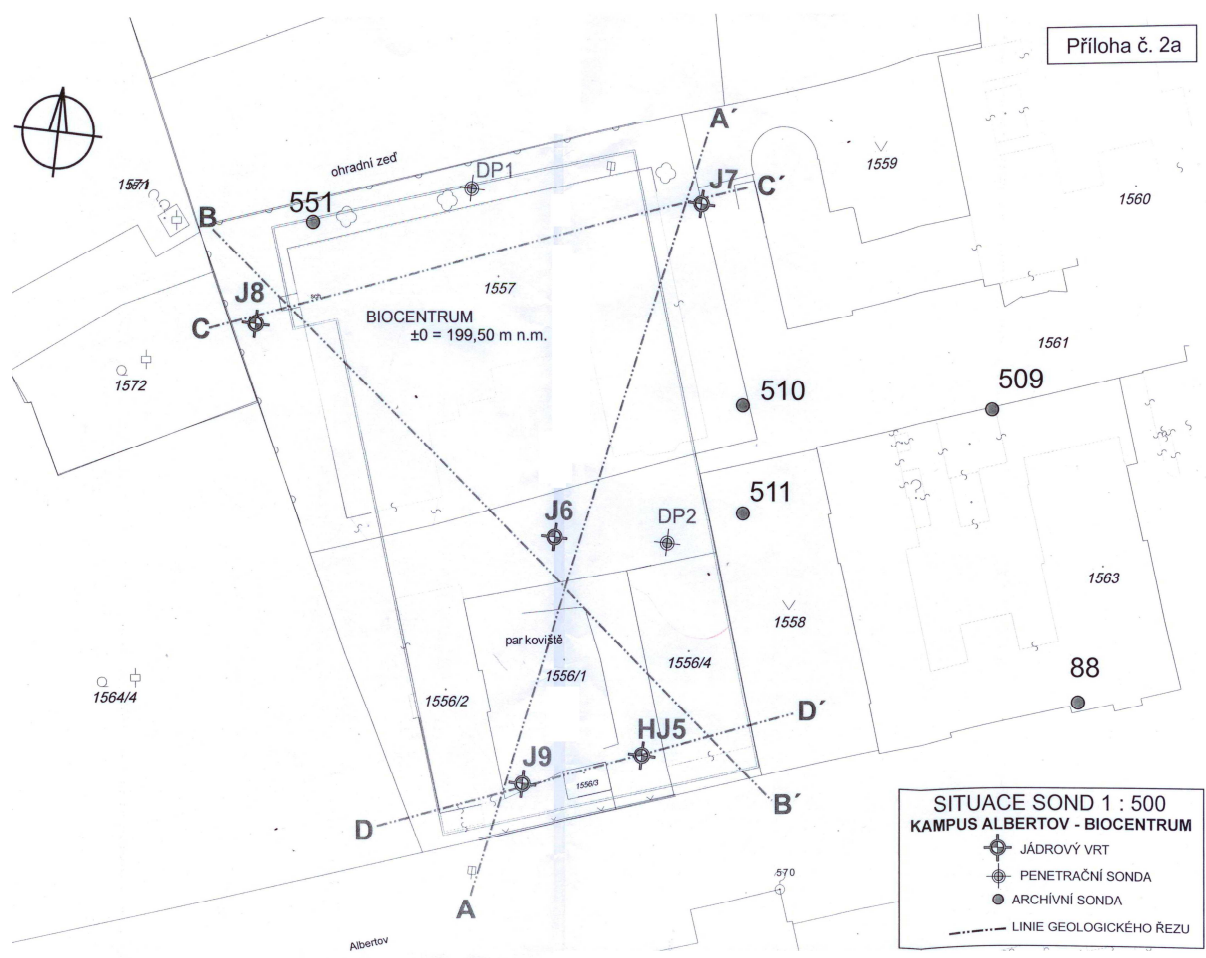 Příloha č. 2a
A´
ohradní zeď
1559
DP1
J7
C´
1571
1560
B
551
1557
J8
C
BIOCENTRUM
±0 = 199,50 m n.m.
1561
1572
510
509
J6
511
DP2
1563
1558
parkoviště
1556/1
1556/4
1556/2
1564/4
88
D´
HJ5
J9
1556/3
B´
D
A
570
Albertov
SITUACE SOND 1 : 500
KAMPUS ALBERTOV - BIOCENTRUM
JÁDROVÝ VRT
PENETRAČNÍ SONDA
ARCHÍVNÍ SONDA
LINIE GEOLOGICKÉHO ŘEZU